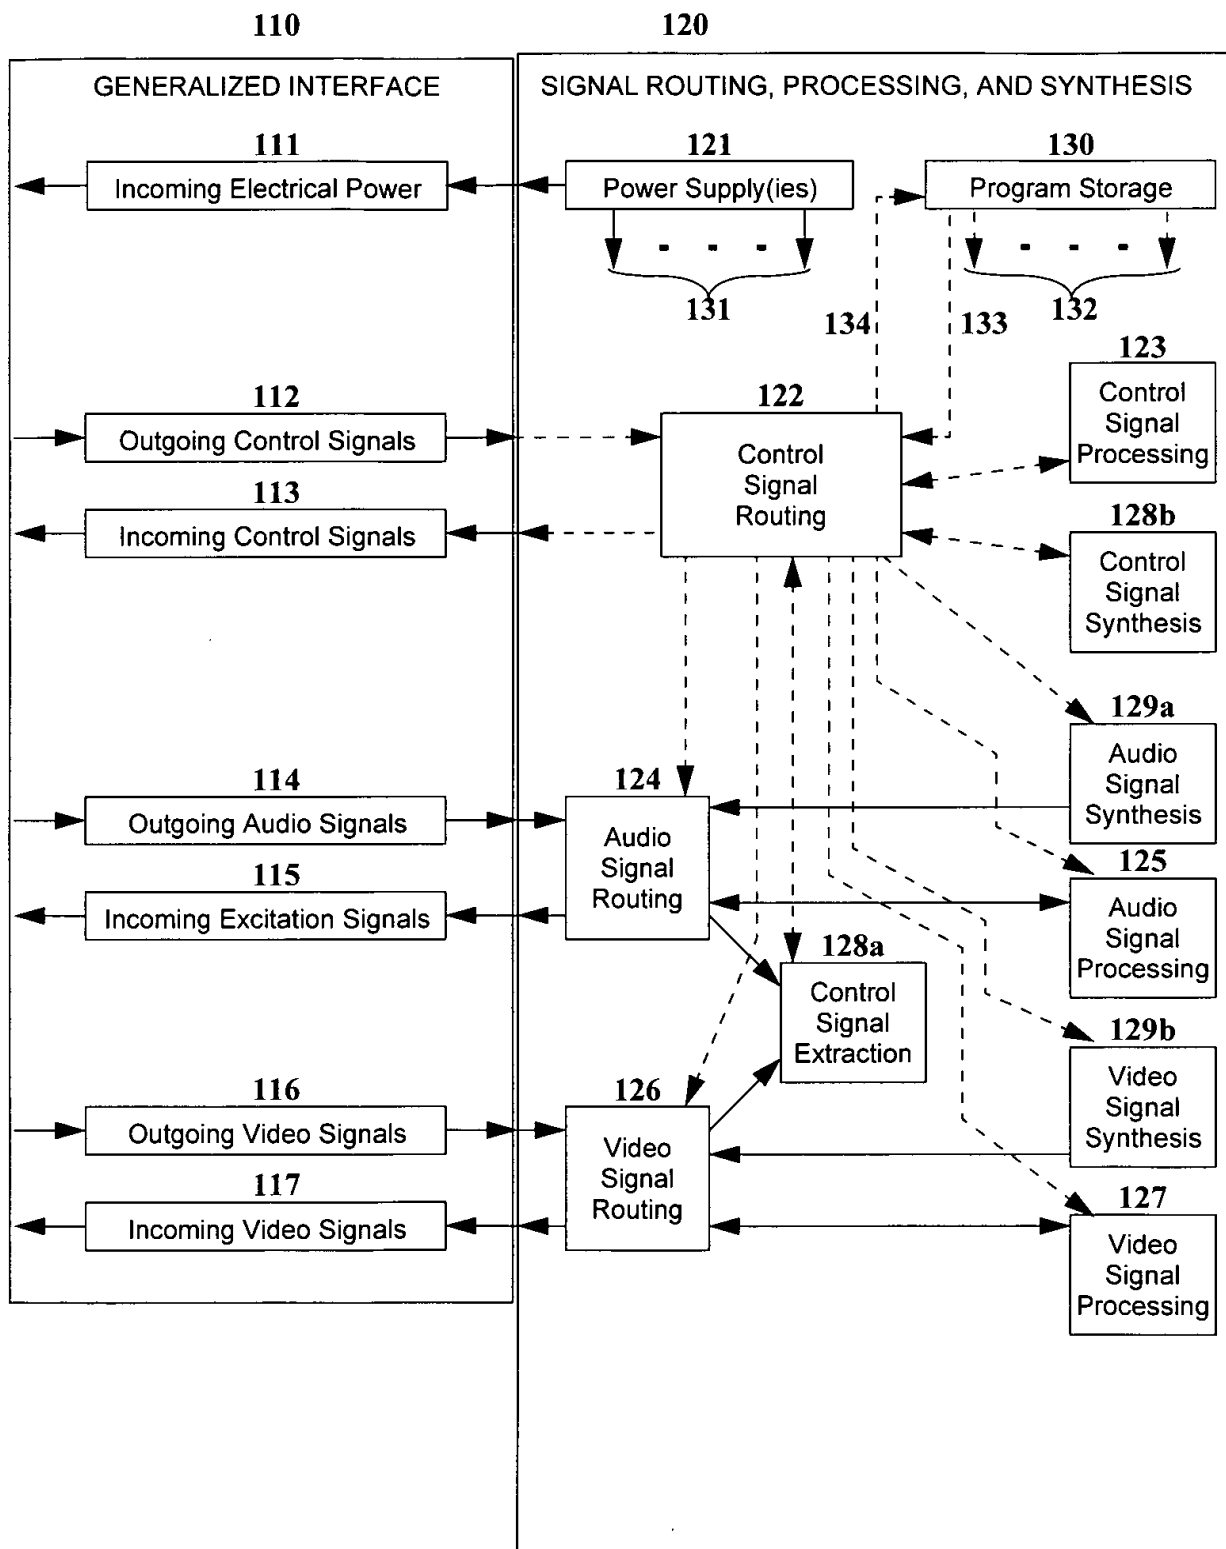 110
120
GENERALIZED INTERFACE
SIGNAL ROUTING, PROCESSING, AND SYNTHESIS
111
Incoming Electrical Power
121
Power Supply(ies)
130
Program Storage
131
134
133
132
112
Outgoing Control Signals
113
Incoming Control Signals
122
Control
Signal
Routing
123
Control
Signal
Processing
128b
Control
Signal
Synthesis
129a
Audio
Signal
Synthesis
114
Outgoing Audio Signals
115
Incoming Excitation Signals
124
Audio
Signal
Routing
125
Audio
Signal
Processing
128a
Control
Signal
Extraction
129b
Video
Signal
Synthesis
116
Outgoing Video Signals
117
Incoming Video Signals
126
Video
Signal
Routing
127
Video
Signal
Processing